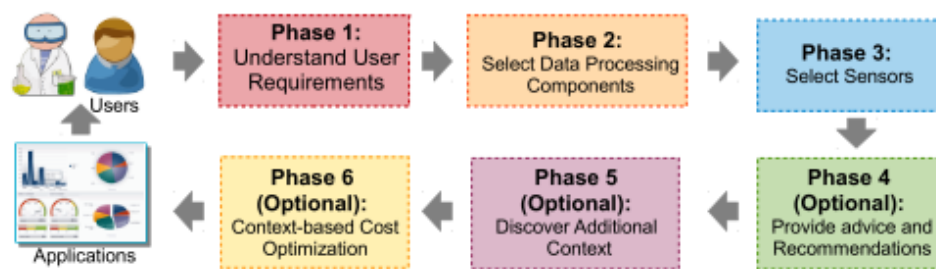 Users
Phase 1:
Understand User
Requirements
Phase 2:
Select Data Processing
Components
Phase 3:
Select Sensors
Phase 4
(Optional):
Provide advice and
Recommendations
Phase 5
(Optional):
Discover Additional
Context
Phase 6
(Optional):
Context-based Cost
Optimization
Applications